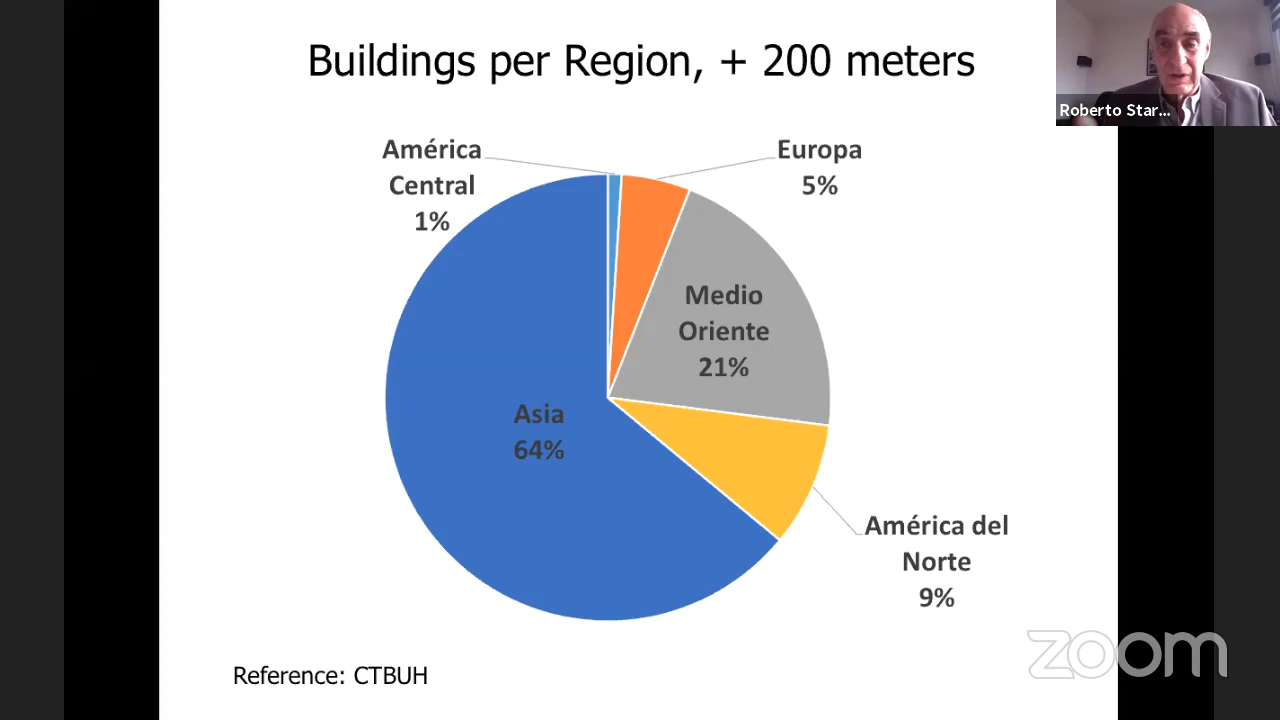 Buildings per Region, + 200 meters
Roberto Star...
América
Central
1%
Europa
5%
Medio
Oriente
21%
Asia
64%
América del
Norte
9%
Reference: CTBUH
zoom